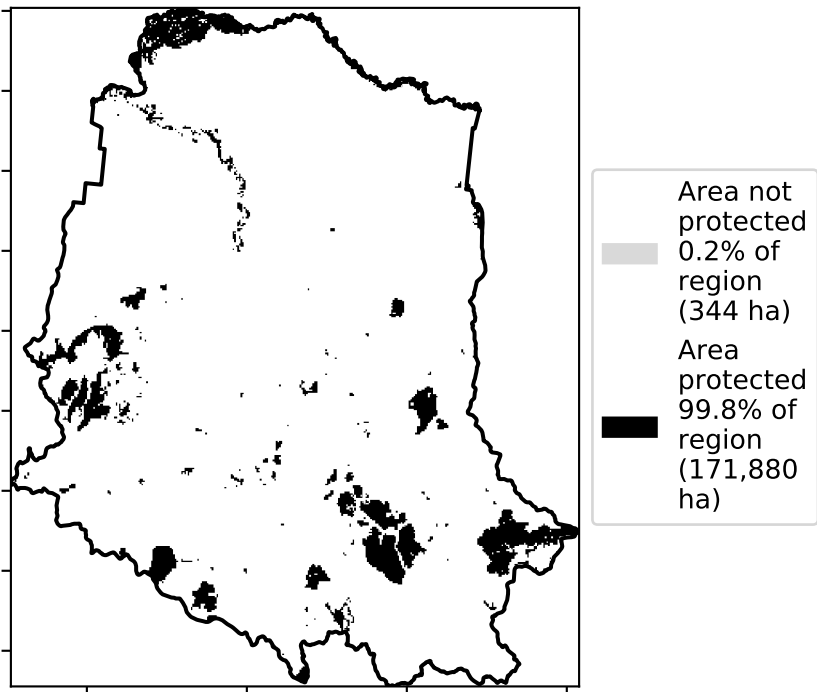 Area not
protected
0.2% of
region
(344 ha)
Area
protected
99.8% of
region
(171,880
ha)